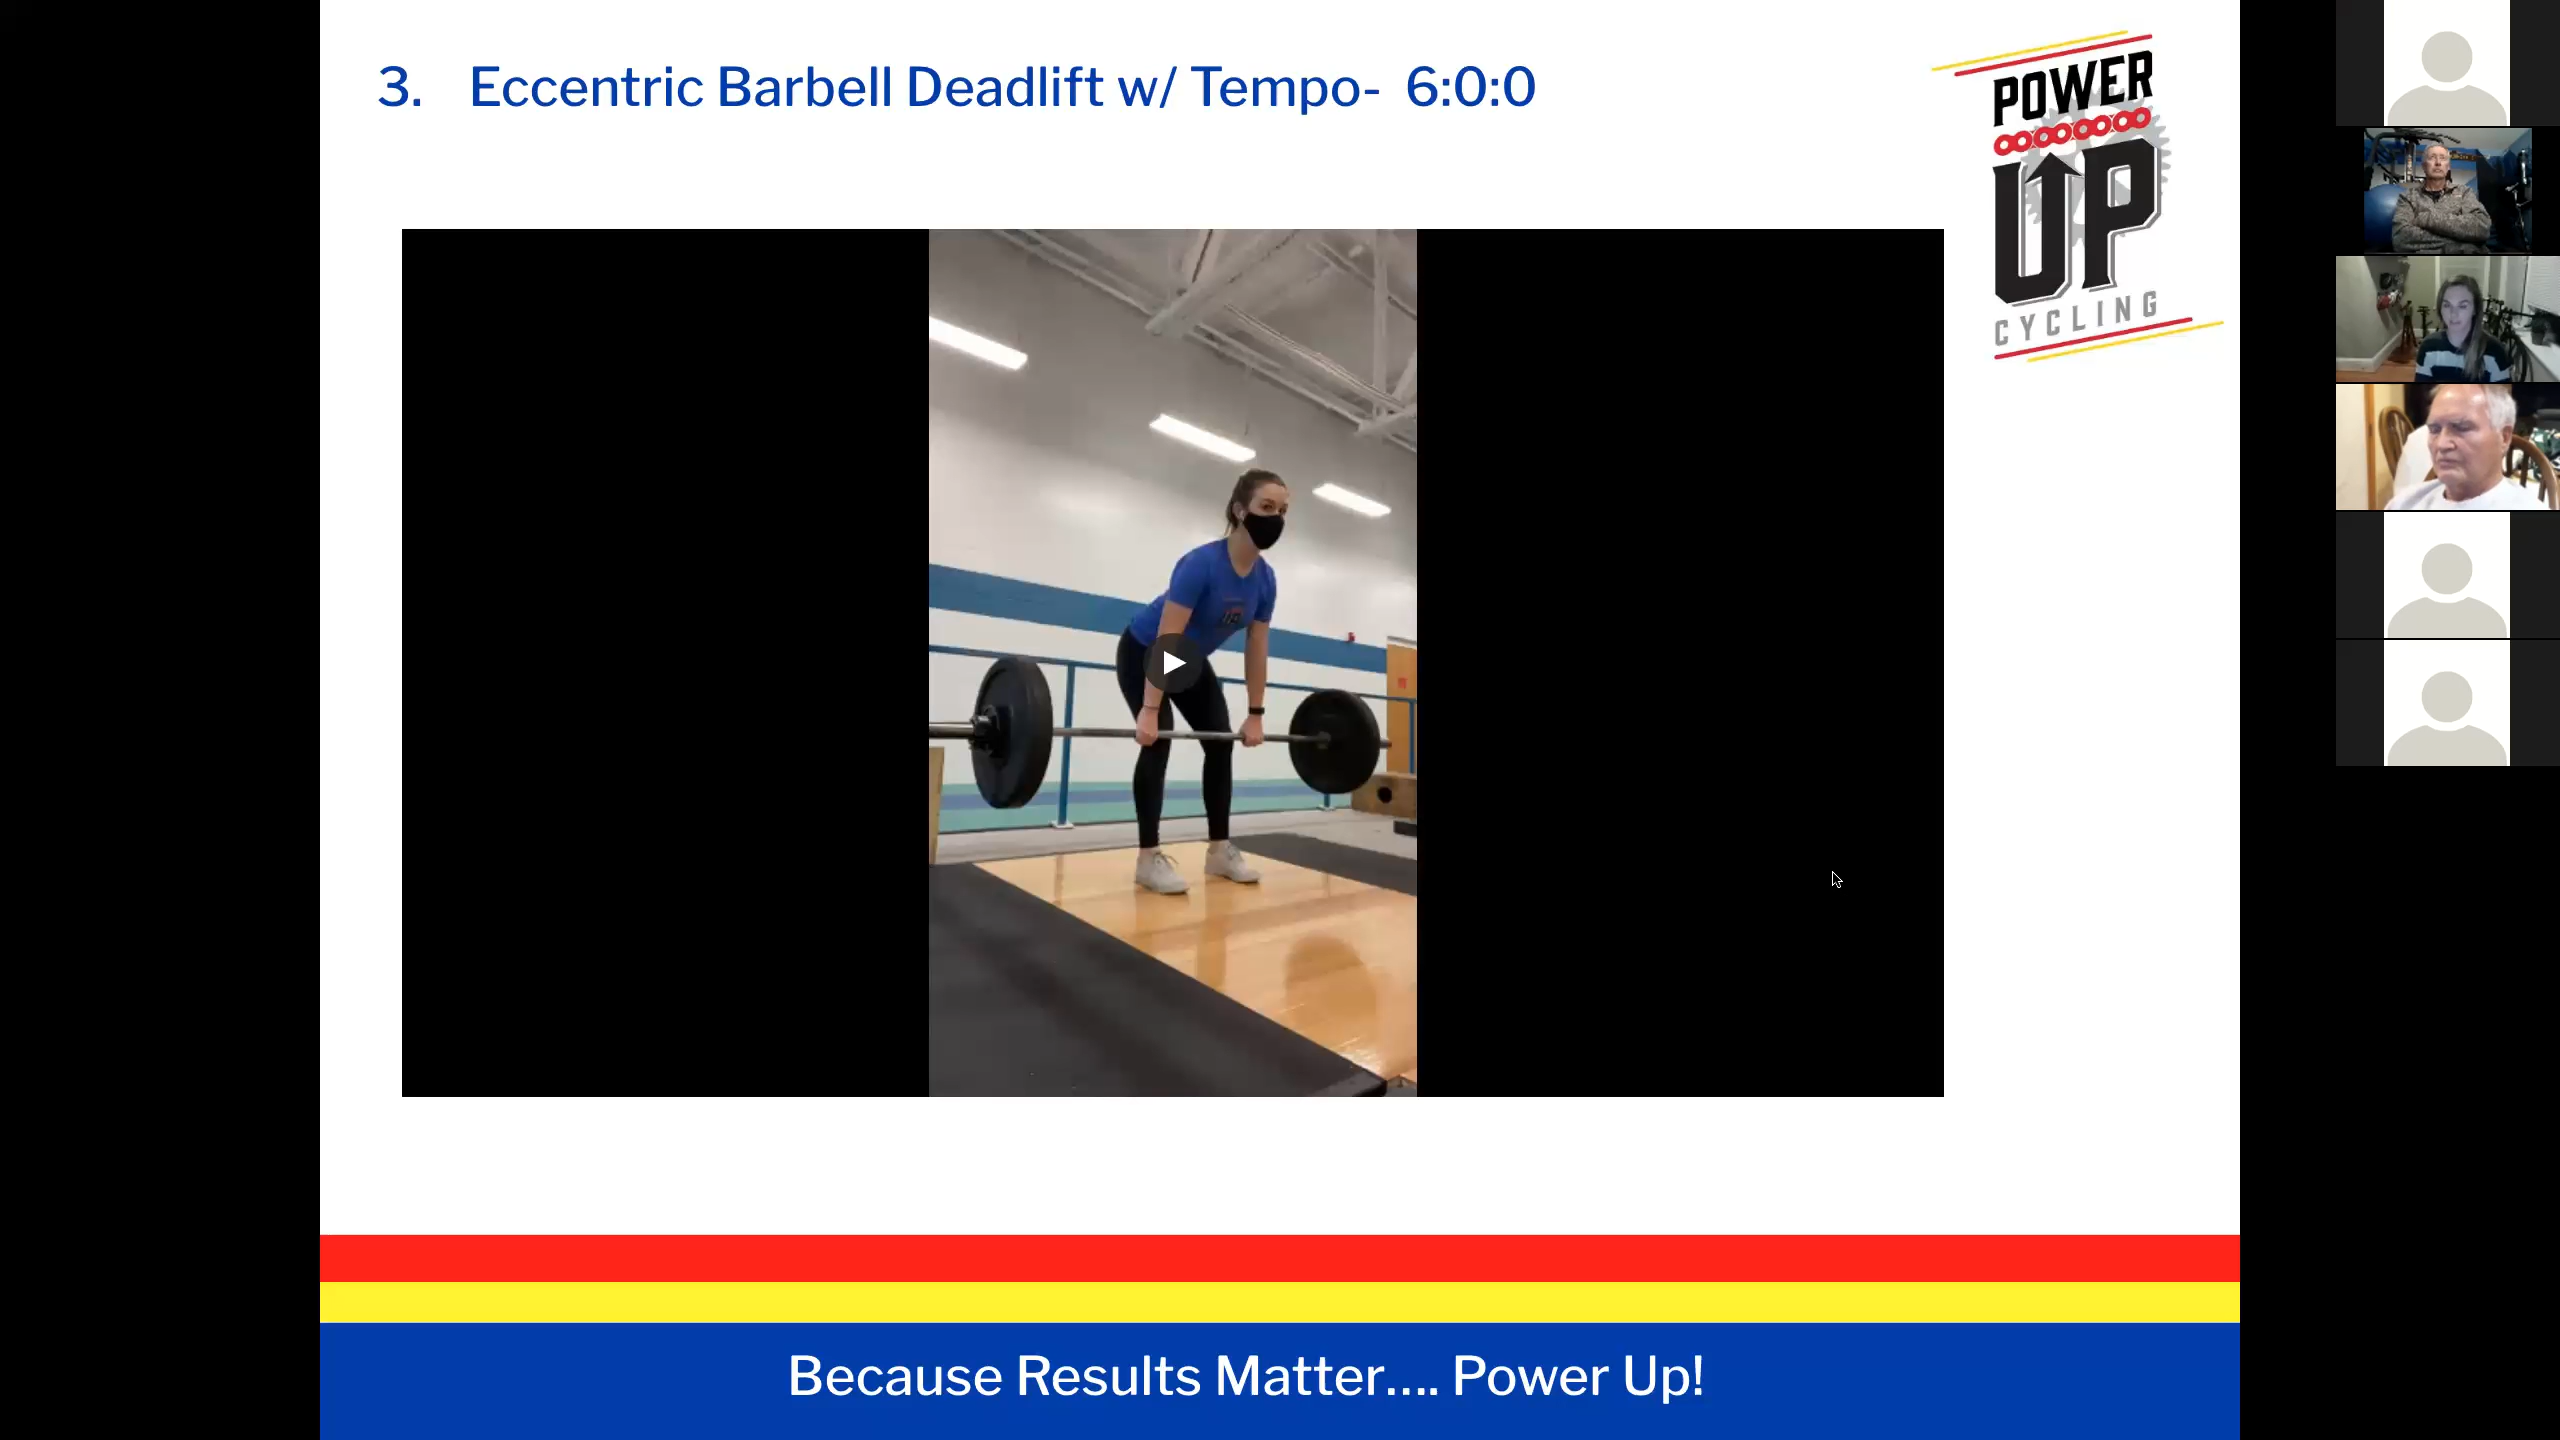 3. Eccentric Barbell Deadlift w/ Tempo- 6:0:0
POWER
UP
CYCLING
Because Results Matter.... Power Up!